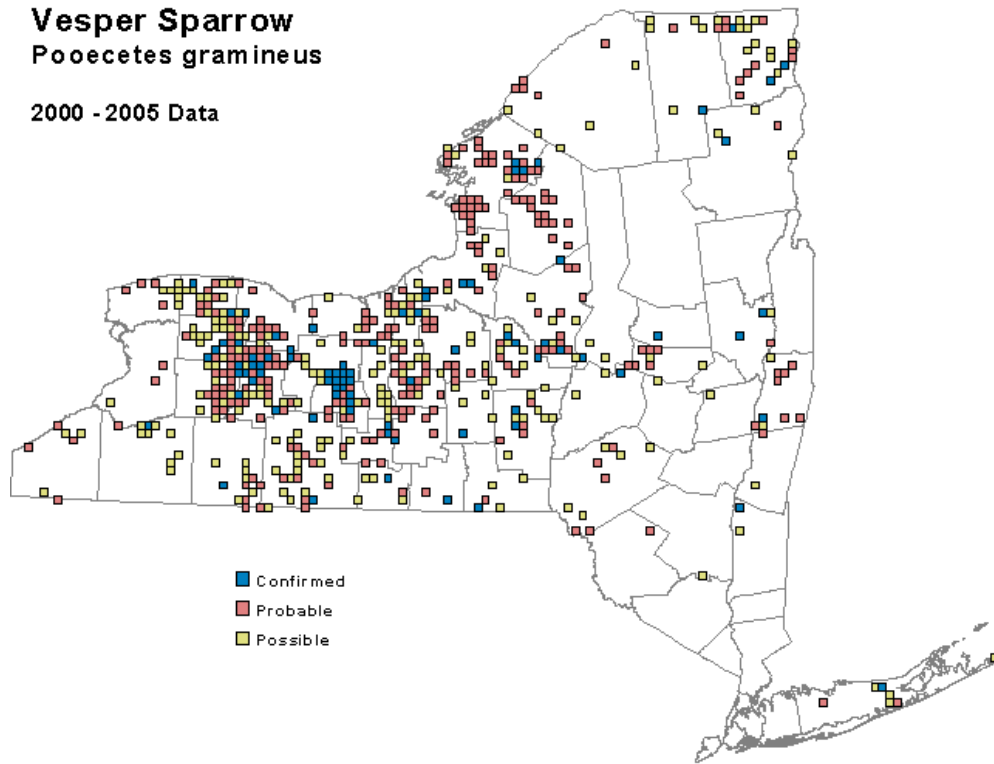 Vesper Sparrow
Pooecetes gramineus
2000 - 2005 Data
Confirmed
Probable
Possible